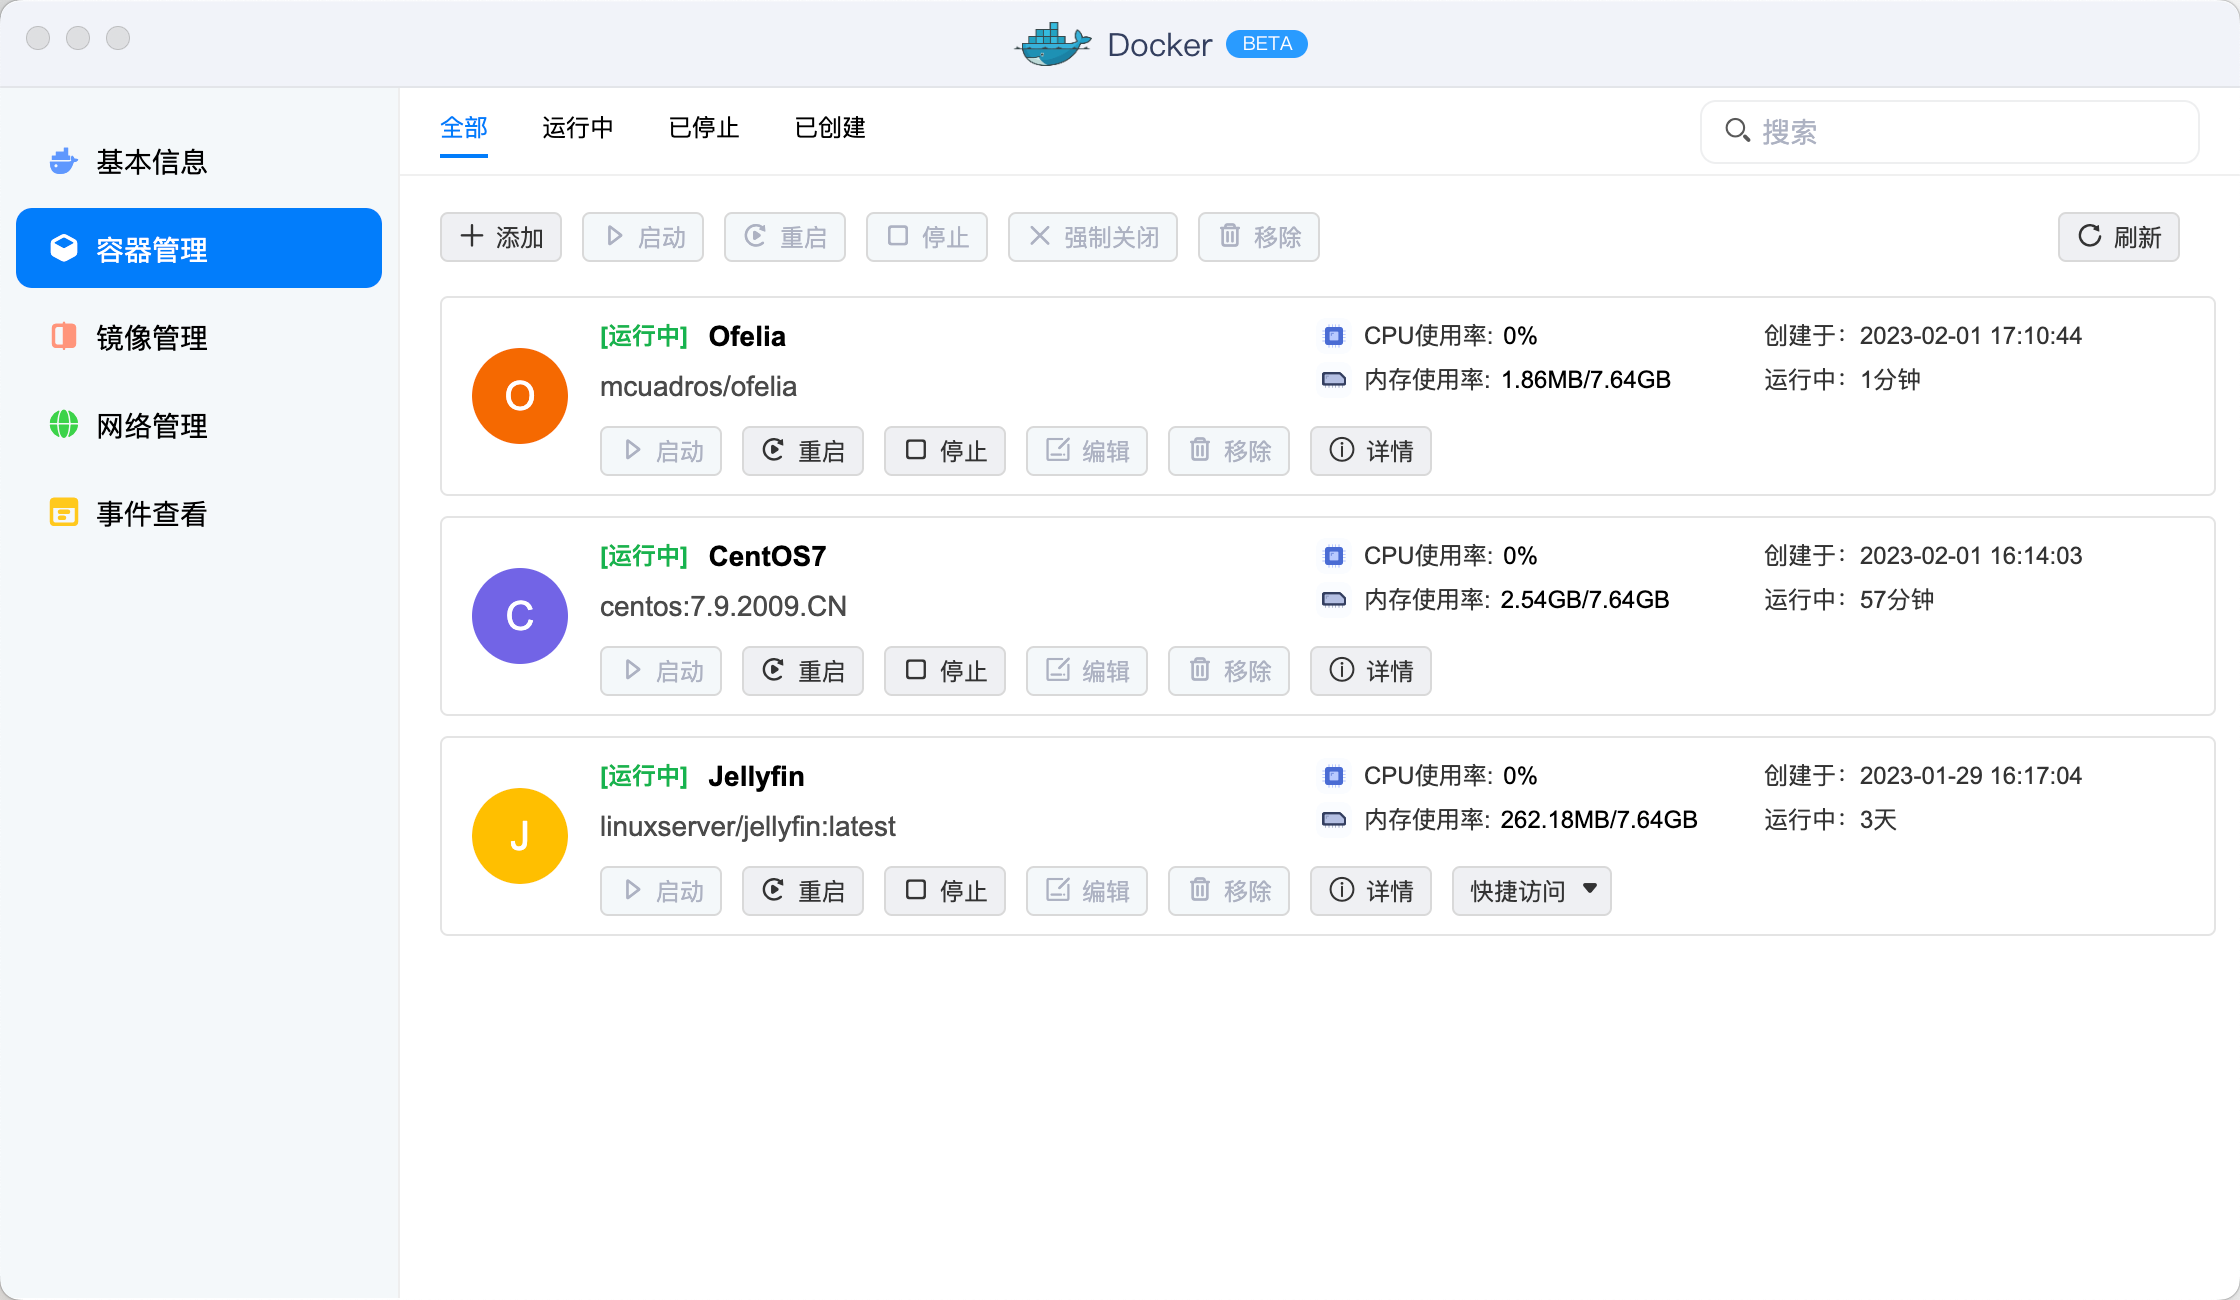 Docker BETA
基本信息
容器管理
镜像管理
网络管理
事件查看
全部 运行中 已停止 已创建 搜索
添加 启动 重启 停止 强制关闭 移除 刷新
O
[运行中] Ofelia CPU使用率: 0% 创建于：2023-02-01 17:10:44
mcuadros/ofelia 内存使用率: 1.86MB/7.64GB 运行中：1分钟
启动 重启 停止 编辑 移除 详情
C
[运行中] CentOS7 CPU使用率: 0% 创建于：2023-02-01 16:14:03
centos:7.9.2009.CN 内存使用率: 2.54GB/7.64GB 运行中：57分钟
启动 重启 停止 编辑 移除 详情
J
[运行中] Jellyfin CPU使用率: 0% 创建于：2023-01-29 16:17:04
linuxserver/jellyfin:latest 内存使用率: 262.18MB/7.64GB 运行中：3天
启动 重启 停止 编辑 移除 详情 快捷访问